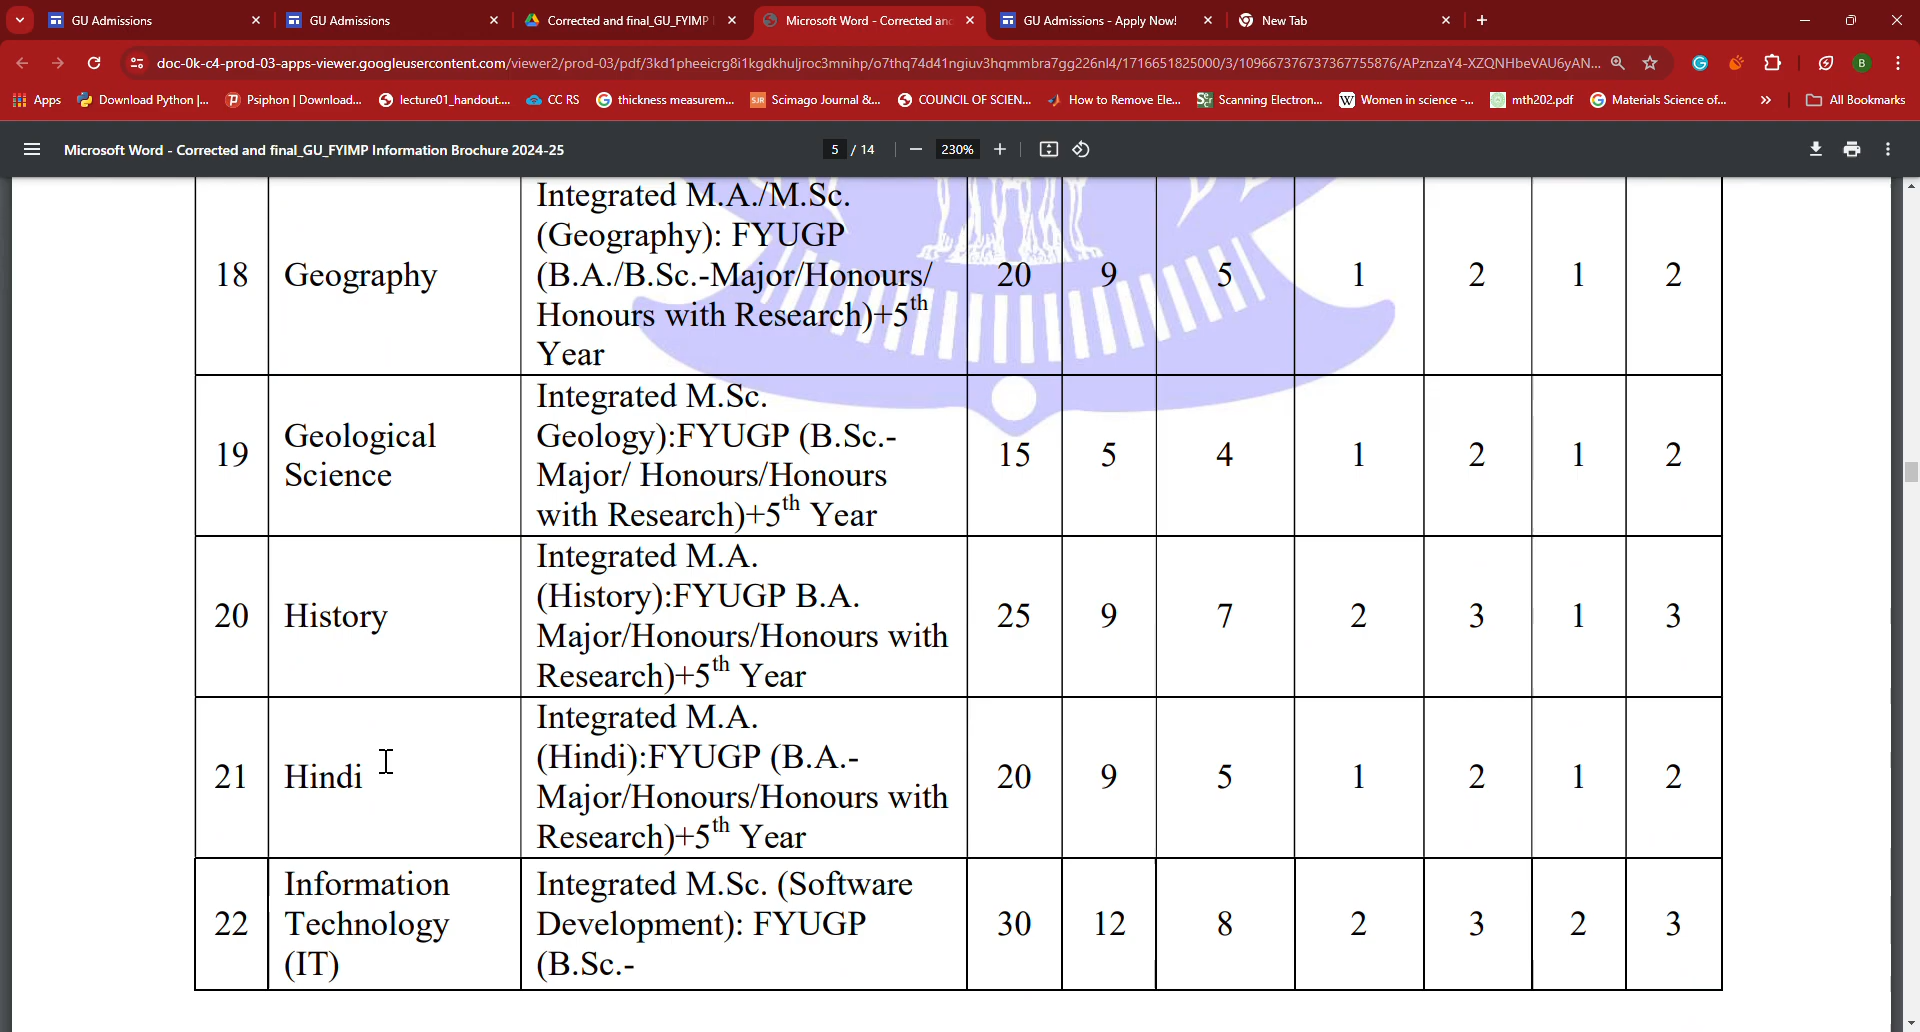 GU Admissions
GU Admissions
Corrected and final_GU_FYIMP
Microsoft Word - Corrected anc
GU Admissions - Apply Now!
New Tab
doc-0k-c4-prod-03-apps-viewer.googleusercontent.com/viewer2/prod-03/pdf/3kd1pheeicrg8i1kgdkhuljroc3mnihp/o7thq74d41ngiuv3hqmmbra7gg226nl4/1716651825000/3/109667376737367755876/APznzaY4-XZQNHbeVAU6yAN...
B
Apps
Download Python |...
Psiphon | Download...
lecture01_handout....
CC RS
thickness measurem...
Scimago Journal &...
COUNCIL OF SCIEN...
How to Remove Ele...
Scanning Electron...
Women in science -...
mth202.pdf
Materials Science of...
»
All Bookmarks
Microsoft Word - Corrected and final_GU_FYIMP Information Brochure 2024-25
5 / 14
230%
18
Geography
Integrated M.A./M.Sc.
(Geography): FYUGP
(B.A./B.Sc.-Major/Honours/
Honours with Research)+5th
Year
20 9 5 1 2 1 2
19
Geological
Science
Integrated M.Sc.
Geology):FYUGP (B.Sc.-
Major/ Honours/Honours
with Research)+5th Year
15 5 4 1 2 1 2
20
History
Integrated M.A.
(History):FYUGP B.A.
Major/Honours/Honours with
Research)+5th Year
25 9 7 2 3 1 3
21
Hindi
Integrated M.A.
(Hindi):FYUGP (B.A.-
Major/Honours/Honours with
Research)+5th Year
20 9 5 1 2 1 2
22
Information
Technology
(IT)
Integrated M.Sc. (Software
Development): FYUGP
(B.Sc.-
30 12 8 2 3 2 3